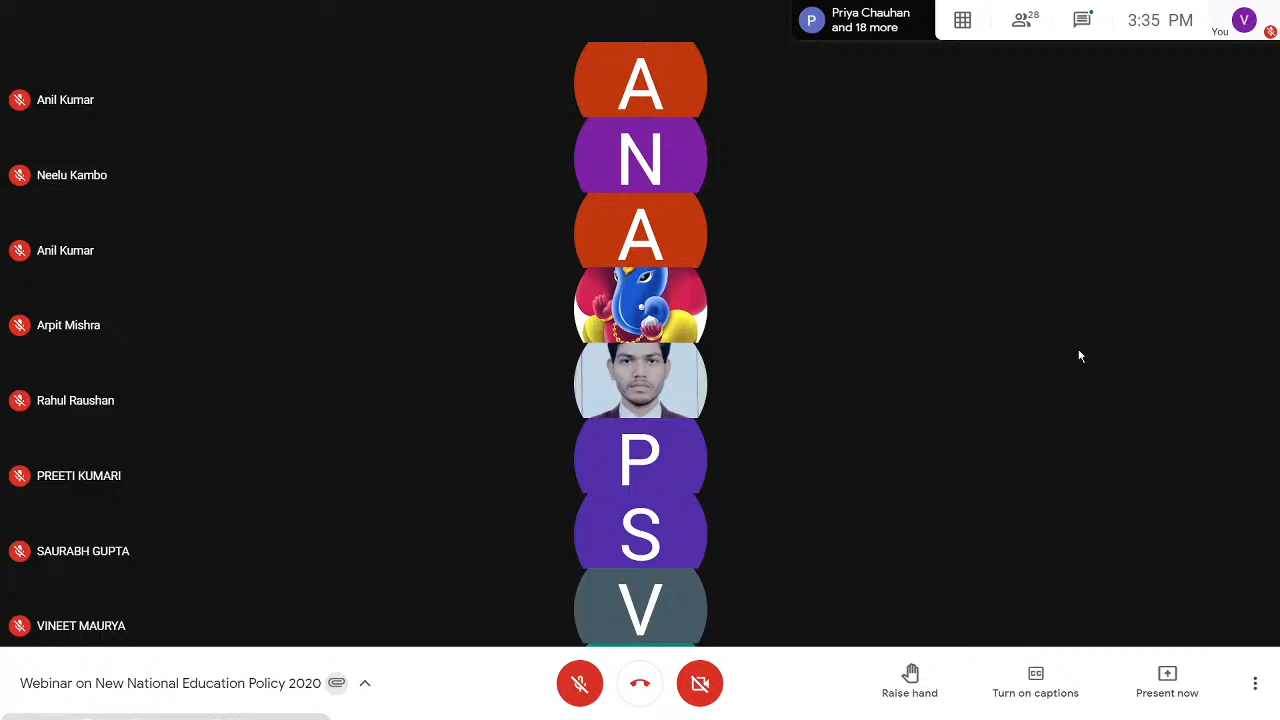 Priya Chauhan
and 18 more
P
28
3:35 PM
You
V
Anil Kumar
A
Neelu Kambo
N
Anil Kumar
A
Arpit Mishra
Rahul Raushan
PREETI KUMARI
P
SAURABH GUPTA
S
VINEET MAURYA
V
Webinar on New National Education Policy 2020
Raise hand
CC
Turn on captions
Present now